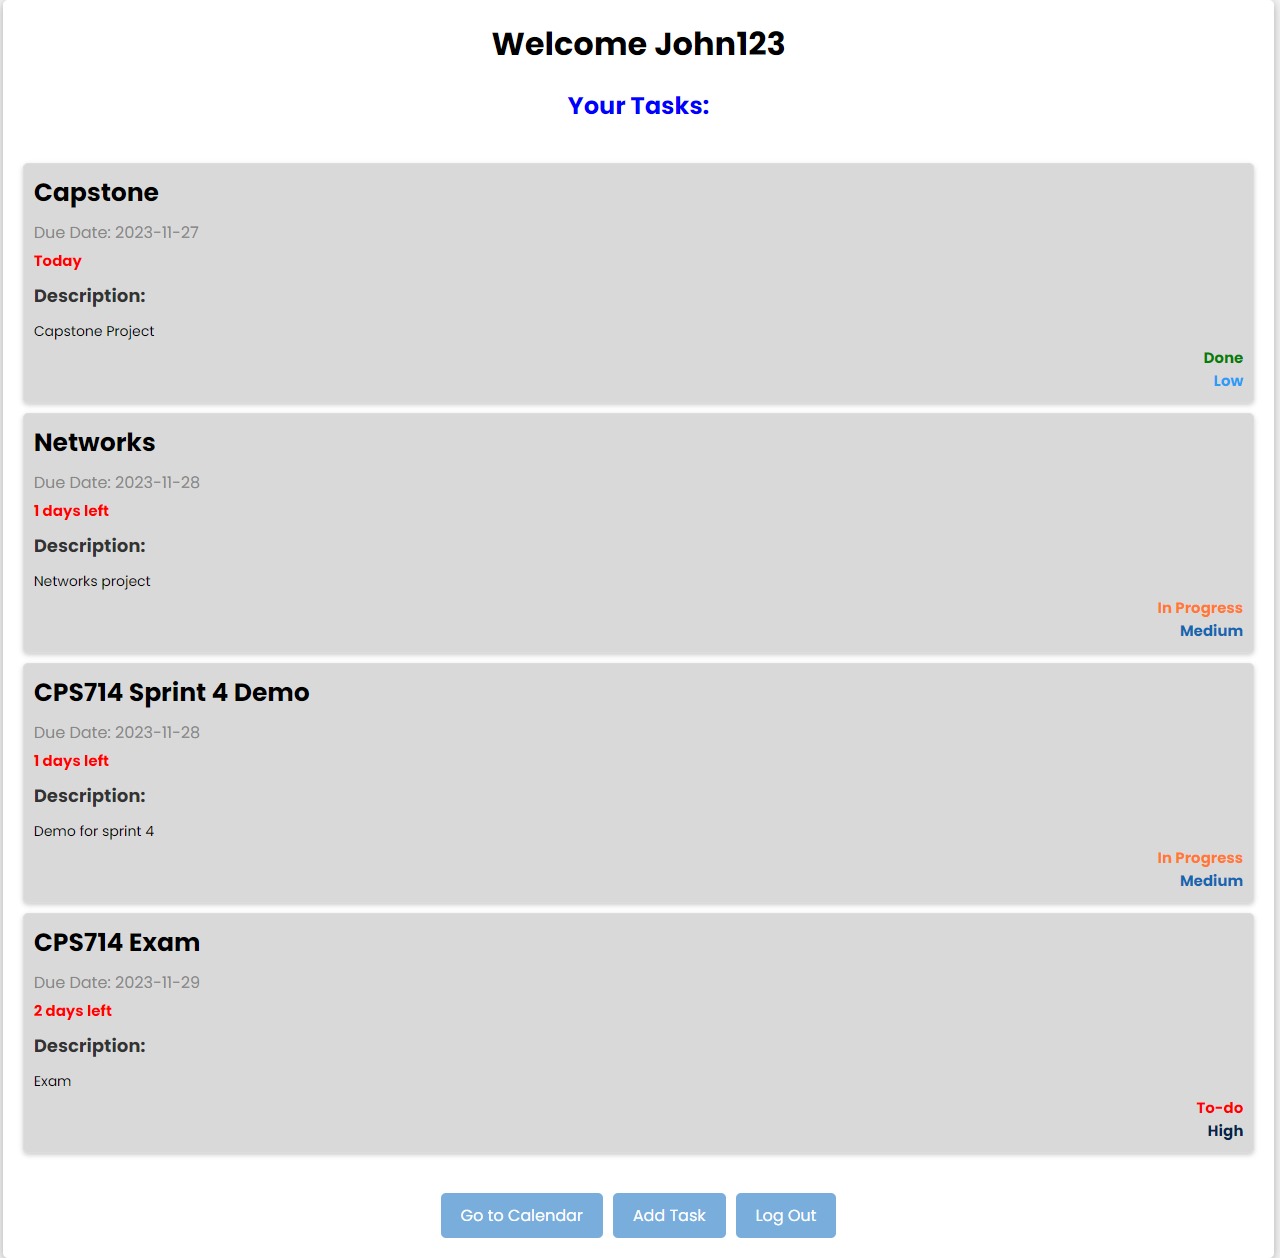 Welcome John123
Your Tasks:
Capstone
Due Date: 2023-11-27
Today
Description:
Capstone Project
Done
Low
Networks
Due Date: 2023-11-28
1 days left
Description:
Networks project
In Progress
Medium
CPS714 Sprint 4 Demo
Due Date: 2023-11-28
1 days left
Description:
Demo for sprint 4
In Progress
Medium
CPS714 Exam
Due Date: 2023-11-29
2 days left
Description:
Exam
To-do
High
Go to Calendar Add Task Log Out